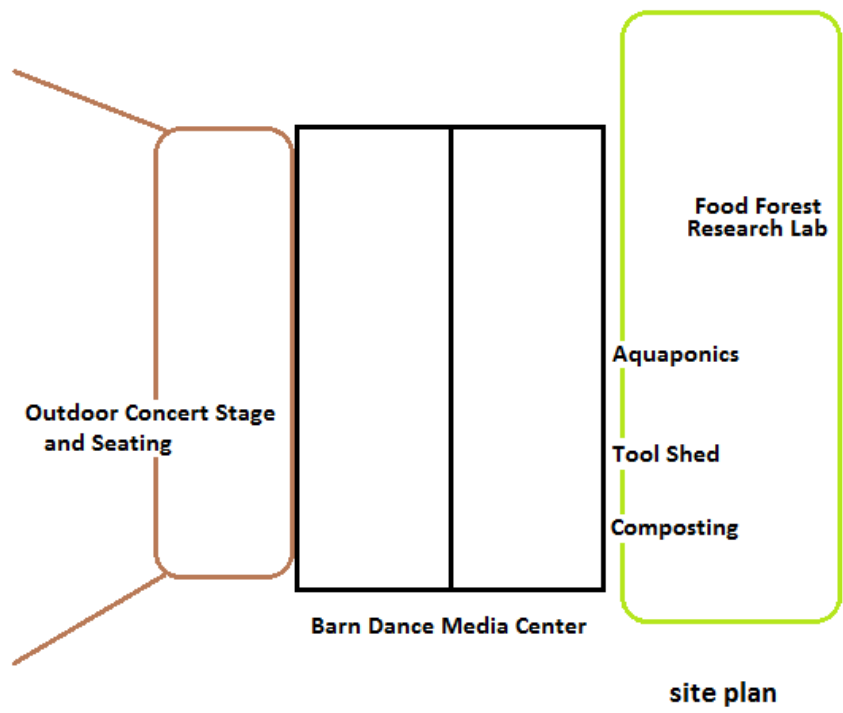 Food Forest
Research Lab
Aquaponics
Outdoor Concert Stage
and Seating
Tool Shed
Composting
Barn Dance Media Center
site plan